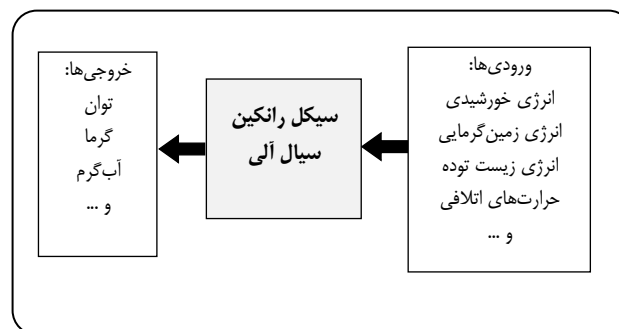 ورودی‌ها:
انرژی خورشیدی
انرژی زمین‌گرمایی
انرژی زیست توده
حرارت‌های اتلافی
و ...
سیکل رانکین
سیال آلی
خروجی‌ها:
توان
گرما
آب‌گرم
و ...